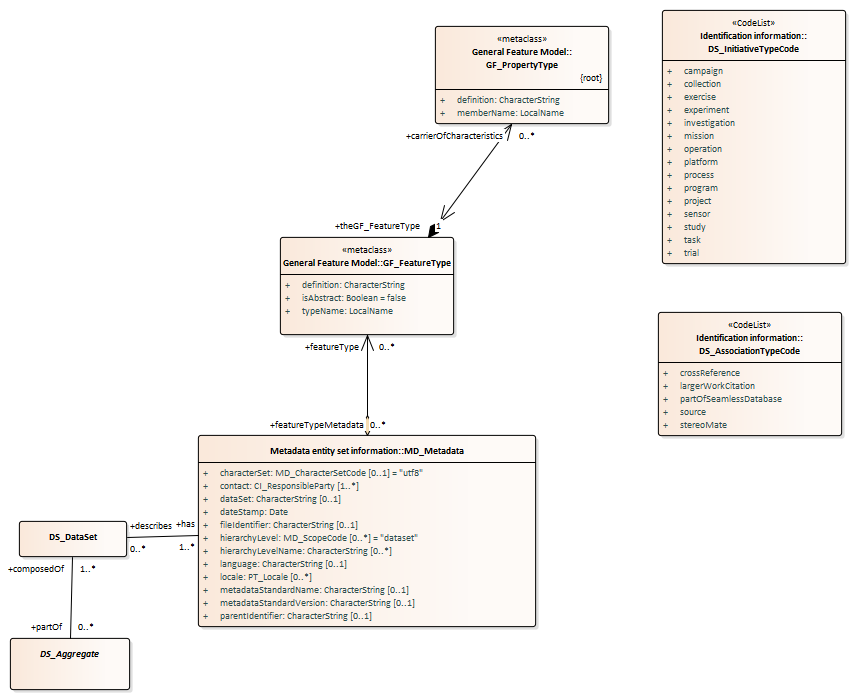 «metaclass»
General Feature Model::
GF_PropertyType
{root}
+ definition: CharacterString
+ memberName: LocalName
+carrierOfCharacteristics 0..*
+theGF_FeatureType 1
«metaclass»
General Feature Model::GF_FeatureType
+ definition: CharacterString
+ isAbstract: Boolean = false
+ typeName: LocalName
+featureType 0..*
+featureTypeMetadata 0..*
Metadata entity set information::MD_Metadata
+ characterSet: MD_CharacterSetCode [0..1] = "utf8"
+ contact: CI_ResponsibleParty [1..*]
+ dataSet: CharacterString [0..1]
+ dateStamp: Date
+ fileIdentifier: CharacterString [0..1]
+ hierarchyLevel: MD_ScopeCode [0..*] = "dataset"
+ hierarchyLevelName: CharacterString [0..*]
+ language: CharacterString [0..1]
+ locale: PT_Locale [0..*]
+ metadataStandardName: CharacterString [0..1]
+ metadataStandardVersion: CharacterString [0..1]
+ parentIdentifier: CharacterString [0..1]
+describes +has
0..* 1..*
DS_DataSet
+composedOf 1..*
+partOf 0..*
DS_Aggregate
«CodeList»
Identification information::
DS_InitiativeTypeCode
+ campaign
+ collection
+ exercise
+ experiment
+ investigation
+ mission
+ operation
+ platform
+ process
+ program
+ project
+ sensor
+ study
+ task
+ trial
«CodeList»
Identification information::
DS_AssociationTypeCode
+ crossReference
+ largerWorkCitation
+ partOfSeamlessDatabase
+ source
+ stereoMate